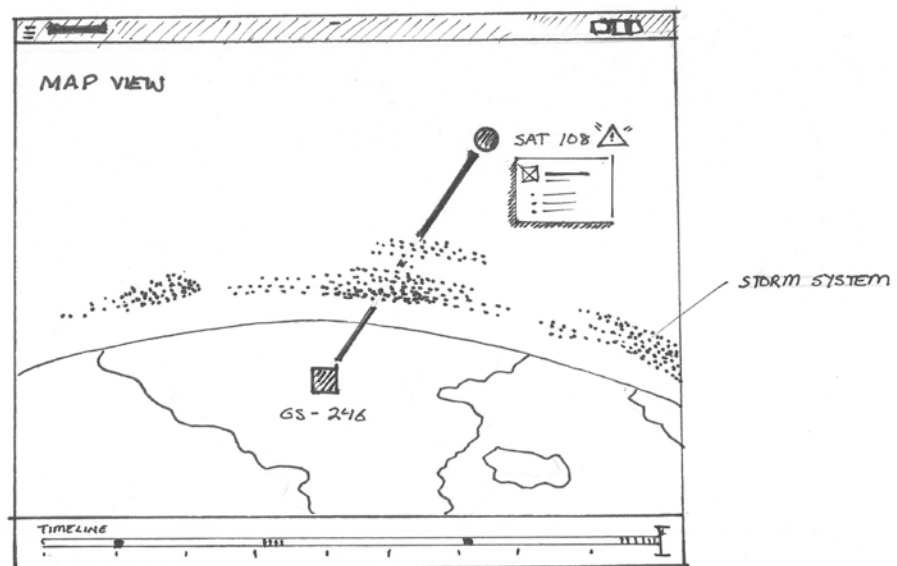 MAP VIEW
SAT 108
STORM SYSTEM
GS-246
TIMELINE